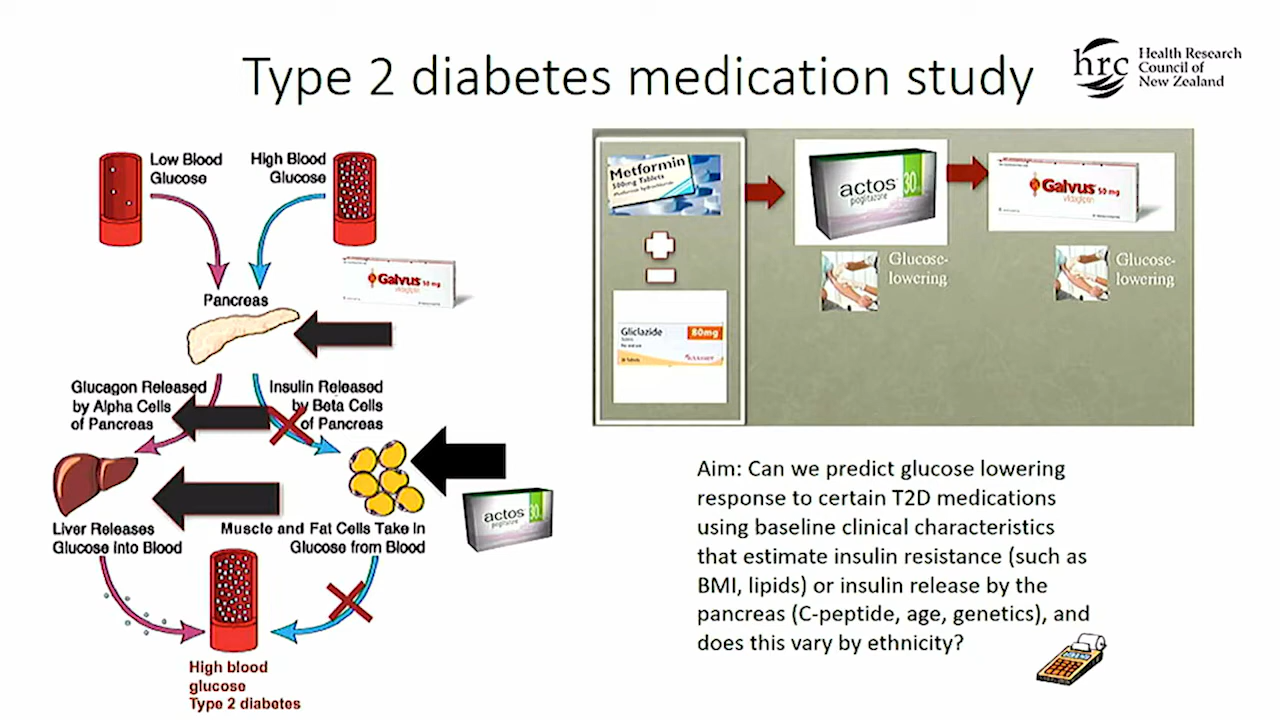 Type 2 diabetes medication study
hrc
Health Research
Council of
New Zealand
Low Blood
Glucose
High Blood
Glucose
Pancreas
Galvus 50 mg
vildagliptin
Glucagon Released
by Alpha Cells
of Pancreas
Insulin Released
by Beta Cells
of Pancreas
Liver Releases
Glucose into Blood
Muscle and Fat Cells Take In
Glucose from Blood
actos 30
pioglitazone
High blood
glucose
Type 2 diabetes
Metformin
500mg Tablets
Gliclazide
80mg
actos 30
pioglitazone
Glucose-
lowering
Galvus 50 mg
vildagliptin
Glucose-
lowering
Aim: Can we predict glucose lowering
response to certain T2D medications
using baseline clinical characteristics
that estimate insulin resistance (such as
BMI, lipids) or insulin release by the
pancreas (C-peptide, age, genetics), and
does this vary by ethnicity?